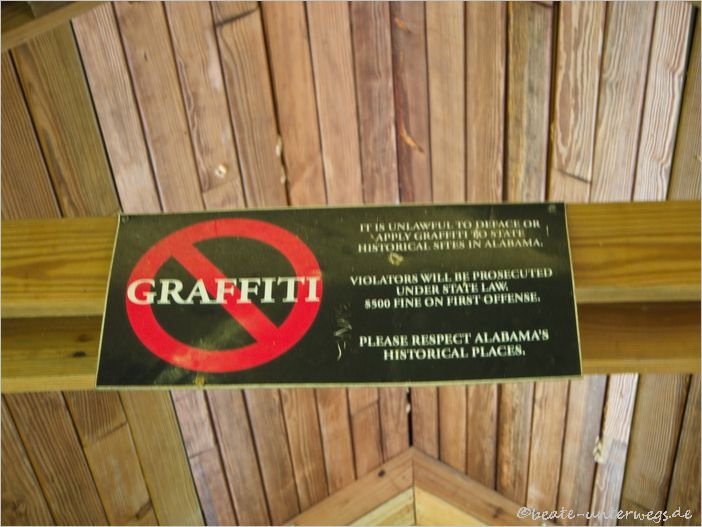 GRAFFITI
IT IS UNLAWFUL TO DEFACE OR
APPLY GRAFFITI TO STATE
HISTORICAL SITES IN ALABAMA.
VIOLATORS WILL BE PROSECUTED
UNDER STATE LAW.
$500 FINE ON FIRST OFFENSE.
PLEASE RESPECT ALABAMA'S
HISTORICAL PLACES.
©beate-unterwegs.de